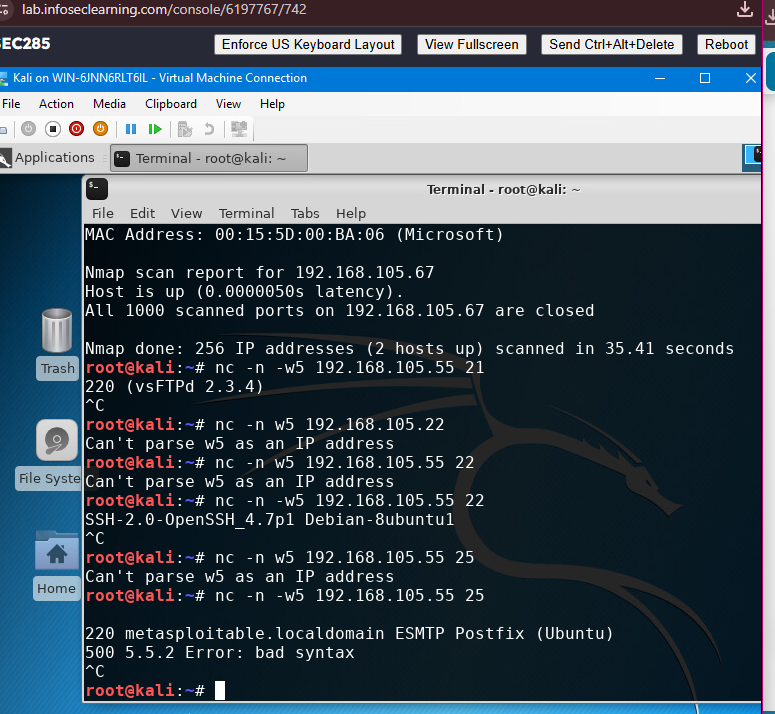 lab.infoseclearning.com/console/6197767/742
SEC285
Enforce US Keyboard Layout
View Fullscreen
Send Ctrl+Alt+Delete
Reboot
Kali on WIN-6JNN6RLT6IL - Virtual Machine Connection
File Action Media Clipboard View Help
Applications
Terminal - root@kali: ~
Terminal - root@kali: ~
File Edit View Terminal Tabs Help
MAC Address: 00:15:5D:00:BA:06 (Microsoft)
Nmap scan report for 192.168.105.67
Host is up (0.0000050s latency).
All 1000 scanned ports on 192.168.105.67 are closed
Nmap done: 256 IP addresses (2 hosts up) scanned in 35.41 seconds
root@kali:~# nc -n -w5 192.168.105.55 21
220 (vsFTPd 2.3.4)
^C
root@kali:~# nc -n w5 192.168.105.22
Can't parse w5 as an IP address
root@kali:~# nc -n w5 192.168.105.55 22
Can't parse w5 as an IP address
root@kali:~# nc -n -w5 192.168.105.55 22
SSH-2.0-OpenSSH_4.7p1 Debian-8ubuntu1
^C
root@kali:~# nc -n w5 192.168.105.55 25
Can't parse w5 as an IP address
root@kali:~# nc -n -w5 192.168.105.55 25
220 metasploitable.localdomain ESMTP Postfix (Ubuntu)
500 5.5.2 Error: bad syntax
^C
root@kali:~#
Trash
File Syste
Home